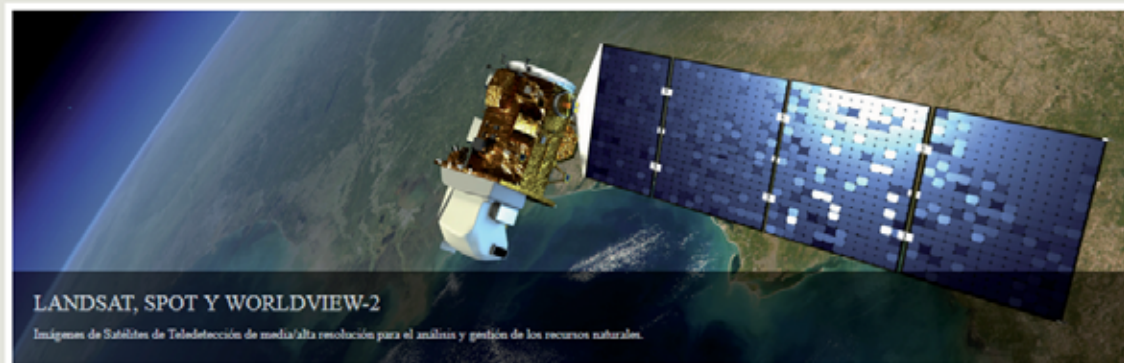 LANDSAT, SPOT Y WORLDVIEW-2
Imágenes de Satélites de Teledetección de media/alta resolución para el análisis y gestión de los recursos naturales.